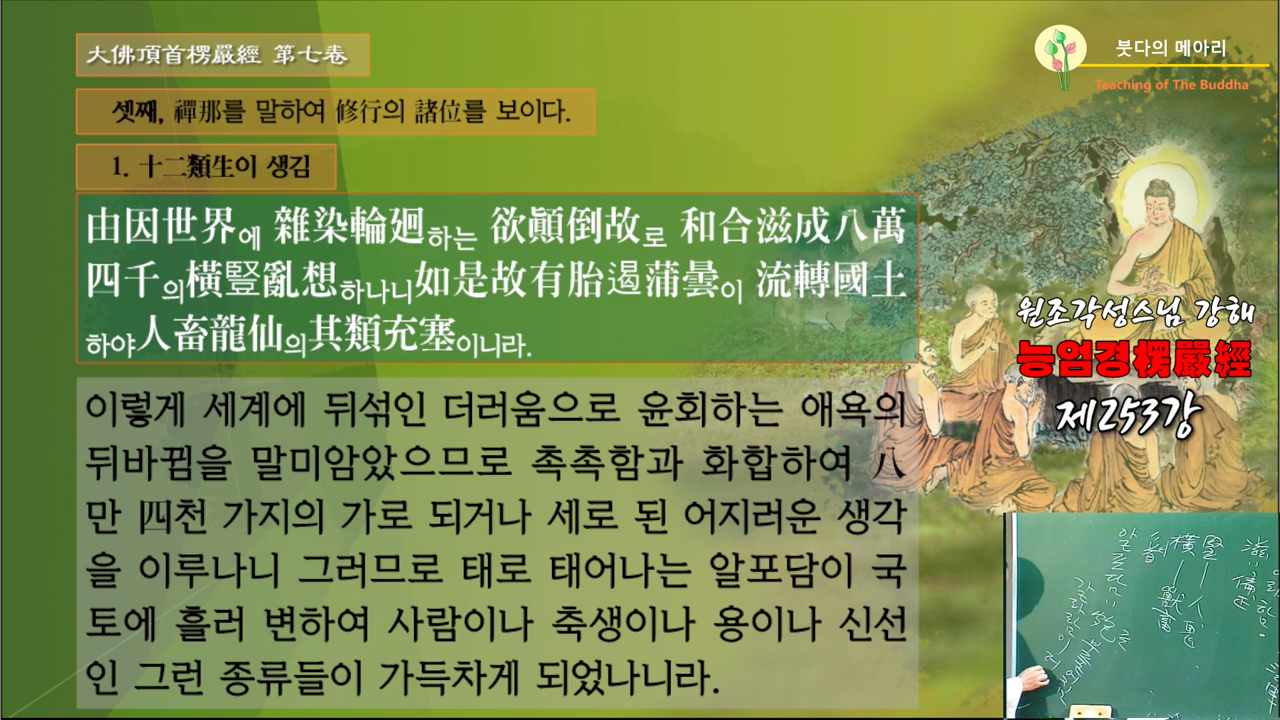 大佛頂首楞嚴經 第七卷
붓다의 메아리
Teaching of The Buddha
셋째, 禪那를 말하여 修行의 諸位를 보이다.
1. 十二類生이 생김
由因世界에 雜染輪廻하는 欲顚倒故로 和合滋成八萬
四千의橫豎亂想하나니如是故有胎遏蒲曇이 流轉國土
하야人畜龍仙의其類充塞이니라.
이렇게 세계에 뒤섞인 더러움으로 윤회하는 애욕의
뒤바뀜을 말미암았으므로 촉촉함과 화합하여 八
만 四천 가지의 가로 되거나 세로 된 어지러운 생각
을 이루나니 그러므로 태로 태어나는 알포담이 국
토에 흘러 변하여 사람이나 축생이나 용이나 신선
인 그런 종류들이 가득차게 되었나니라.
원조각성스님 강해
능엄경楞嚴經
제253강
橫
豎
滋